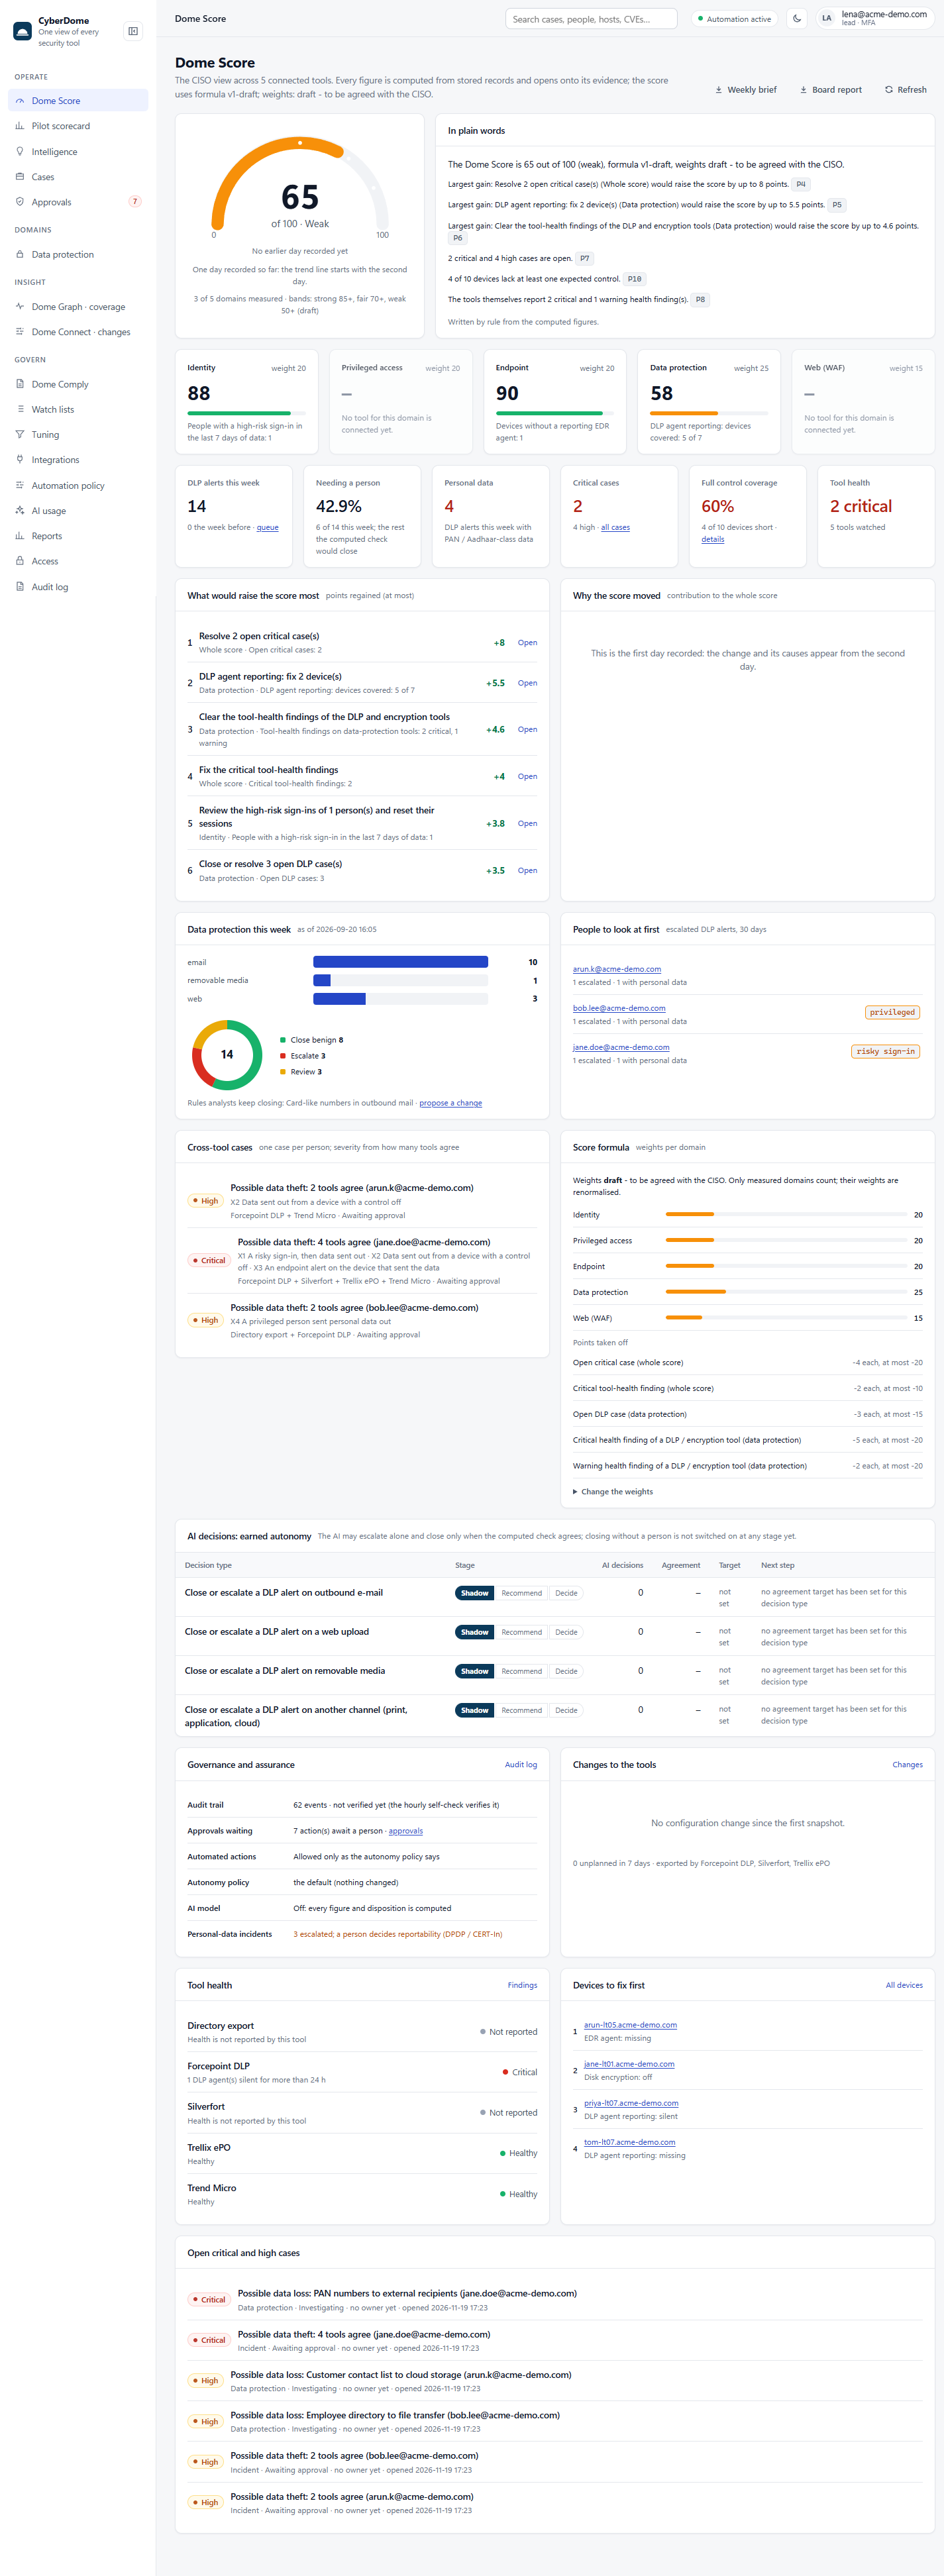 CyberDome
One view of every
security tool
OPERATE
Dome Score
Pilot scorecard
Intelligence
Cases
Approvals 7
DOMAINS
Data protection
INSIGHT
Dome Graph · coverage
Dome Connect · changes
GOVERN
Dome Comply
Watch lists
Tuning
Integrations
Automation policy
AI usage
Reports
Access
Audit log
Dome Score
Search cases, people, hosts, CVEs...
Automation active
LA
lena@acme-demo.com
lead · MFA
Dome Score
The CISO view across 5 connected tools. Every figure is computed from stored records and opens onto its evidence; the score
uses formula v1-draft; weights: draft - to be agreed with the CISO.
Weekly brief
Board report
Refresh
65
of 100 · Weak
0
100
No earlier day recorded yet
One day recorded so far: the trend line starts with the second
day.
3 of 5 domains measured · bands: strong 85+, fair 70+, weak
50+ (draft)
In plain words
The Dome Score is 65 out of 100 (weak), formula v1-draft, weights draft - to be agreed with the CISO.
Largest gain: Resolve 2 open critical case(s) (Whole score) would raise the score by up to 8 points. P4
Largest gain: DLP agent reporting: fix 2 device(s) (Data protection) would raise the score by up to 5.5 points. P5
Largest gain: Clear the tool-health findings of the DLP and encryption tools (Data protection) would raise the score by up to 4.6 points.
P6
2 critical and 4 high cases are open. P7
4 of 10 devices lack at least one expected control. P10
The tools themselves report 2 critical and 1 warning health finding(s). P8
Written by rule from the computed figures.
Identity weight 20
88
People with a high-risk sign-in in
the last 7 days of data: 1
Privileged access weight 20
–
No tool for this domain is
connected yet.
Endpoint weight 20
90
Devices without a reporting EDR
agent: 1
Data protection weight 25
58
DLP agent reporting: devices
covered: 5 of 7
Web (WAF) weight 15
–
No tool for this domain is
connected yet.
DLP alerts this week
14
0 the week before · queue
Needing a person
42.9%
6 of 14 this week; the rest
the computed check
would close
Personal data
4
DLP alerts this week with
PAN / Aadhaar-class data
Critical cases
2
4 high · all cases
Full control coverage
60%
4 of 10 devices short ·
details
Tool health
2 critical
5 tools watched
What would raise the score most points regained (at most)
1 Resolve 2 open critical case(s) +8 Open
Whole score · Open critical cases: 2
2 DLP agent reporting: fix 2 device(s) +5.5 Open
Data protection · DLP agent reporting: devices covered: 5 of 7
3 Clear the tool-health findings of the DLP and encryption tools +4.6 Open
Data protection · Tool-health findings on data-protection tools: 2 critical, 1
warning
4 Fix the critical tool-health findings +4 Open
Whole score · Critical tool-health findings: 2
5 Review the high-risk sign-ins of 1 person(s) and reset their
sessions +3.8 Open
Identity · People with a high-risk sign-in in the last 7 days of data: 1
6 Close or resolve 3 open DLP case(s) +3.5 Open
Data protection · Open DLP cases: 3
Why the score moved contribution to the whole score
This is the first day recorded: the change and its causes appear from the second
day.
Data protection this week as of 2026-09-20 16:05
email 10
removable media 1
web 3
14
Close benign 8
Escalate 3
Review 3
Rules analysts keep closing: Card-like numbers in outbound mail · propose a change
People to look at first escalated DLP alerts, 30 days
arun.k@acme-demo.com
1 escalated · 1 with personal data
bob.lee@acme-demo.com privileged
1 escalated · 1 with personal data
jane.doe@acme-demo.com risky sign-in
1 escalated · 1 with personal data
Cross-tool cases one case per person; severity from how many tools agree
High
Possible data theft: 2 tools agree (arun.k@acme-demo.com)
X2 Data sent out from a device with a control off
Forcepoint DLP + Trend Micro · Awaiting approval
Critical
Possible data theft: 4 tools agree (jane.doe@acme-demo.com)
X1 A risky sign-in, then data sent out · X2 Data sent out from a device with a control
off · X3 An endpoint alert on the device that sent the data
Forcepoint DLP + Silverfort + Trellix ePO + Trend Micro · Awaiting approval
High
Possible data theft: 2 tools agree (bob.lee@acme-demo.com)
X4 A privileged person sent personal data out
Directory export + Forcepoint DLP · Awaiting approval
Score formula weights per domain
Weights draft - to be agreed with the CISO. Only measured domains count; their weights are
renormalised.
Identity 20
Privileged access 20
Endpoint 20
Data protection 25
Web (WAF) 15
Points taken off
Open critical case (whole score) -4 each, at most -20
Critical tool-health finding (whole score) -2 each, at most -10
Open DLP case (data protection) -3 each, at most -15
Critical health finding of a DLP / encryption tool (data protection) -5 each, at most -20
Warning health finding of a DLP / encryption tool (data protection) -2 each, at most -20
Change the weights
AI decisions: earned autonomy The AI may escalate alone and close only when the computed check agrees; closing without a person is not switched on at any stage yet.
Decision type Stage AI decisions Agreement Target Next step
Close or escalate a DLP alert on outbound e-mail Shadow Recommend Decide 0 – not set no agreement target has been set for this
decision type
Close or escalate a DLP alert on a web upload Shadow Recommend Decide 0 – not set no agreement target has been set for this
decision type
Close or escalate a DLP alert on removable media Shadow Recommend Decide 0 – not set no agreement target has been set for this
decision type
Close or escalate a DLP alert on another channel (print,
application, cloud) Shadow Recommend Decide 0 – not set no agreement target has been set for this
decision type
Governance and assurance Audit log
Audit trail 62 events · not verified yet (the hourly self-check verifies it)
Approvals waiting 7 action(s) await a person · approvals
Automated actions Allowed only as the autonomy policy says
Autonomy policy the default (nothing changed)
AI model Off: every figure and disposition is computed
Personal-data incidents 3 escalated; a person decides reportability (DPDP / CERT-In)
Changes to the tools Changes
No configuration change since the first snapshot.
0 unplanned in 7 days · exported by Forcepoint DLP, Silverfort, Trellix ePO
Tool health Findings
Directory export Not reported
Health is not reported by this tool
Forcepoint DLP Critical
1 DLP agent(s) silent for more than 24 h
Silverfort Not reported
Health is not reported by this tool
Trellix ePO Healthy
Healthy
Trend Micro Healthy
Healthy
Devices to fix first All devices
1 arun-lt05.acme-demo.com
EDR agent: missing
2 jane-lt01.acme-demo.com
Disk encryption: off
3 priya-lt07.acme-demo.com
DLP agent reporting: silent
4 tom-lt07.acme-demo.com
DLP agent reporting: missing
Open critical and high cases
Critical Possible data loss: PAN numbers to external recipients (jane.doe@acme-demo.com)
Data protection · Investigating · no owner yet · opened 2026-11-19 17:23
Critical Possible data theft: 4 tools agree (jane.doe@acme-demo.com)
Incident · Awaiting approval · no owner yet · opened 2026-11-19 17:23
High Possible data loss: Customer contact list to cloud storage (arun.k@acme-demo.com)
Data protection · Investigating · no owner yet · opened 2026-11-19 17:23
High Possible data loss: Employee directory to file transfer (bob.lee@acme-demo.com)
Data protection · Investigating · no owner yet · opened 2026-11-19 17:23
High Possible data theft: 2 tools agree (bob.lee@acme-demo.com)
Incident · Awaiting approval · no owner yet · opened 2026-11-19 17:23
High Possible data theft: 2 tools agree (arun.k@acme-demo.com)
Incident · Awaiting approval · no owner yet · opened 2026-11-19 17:23